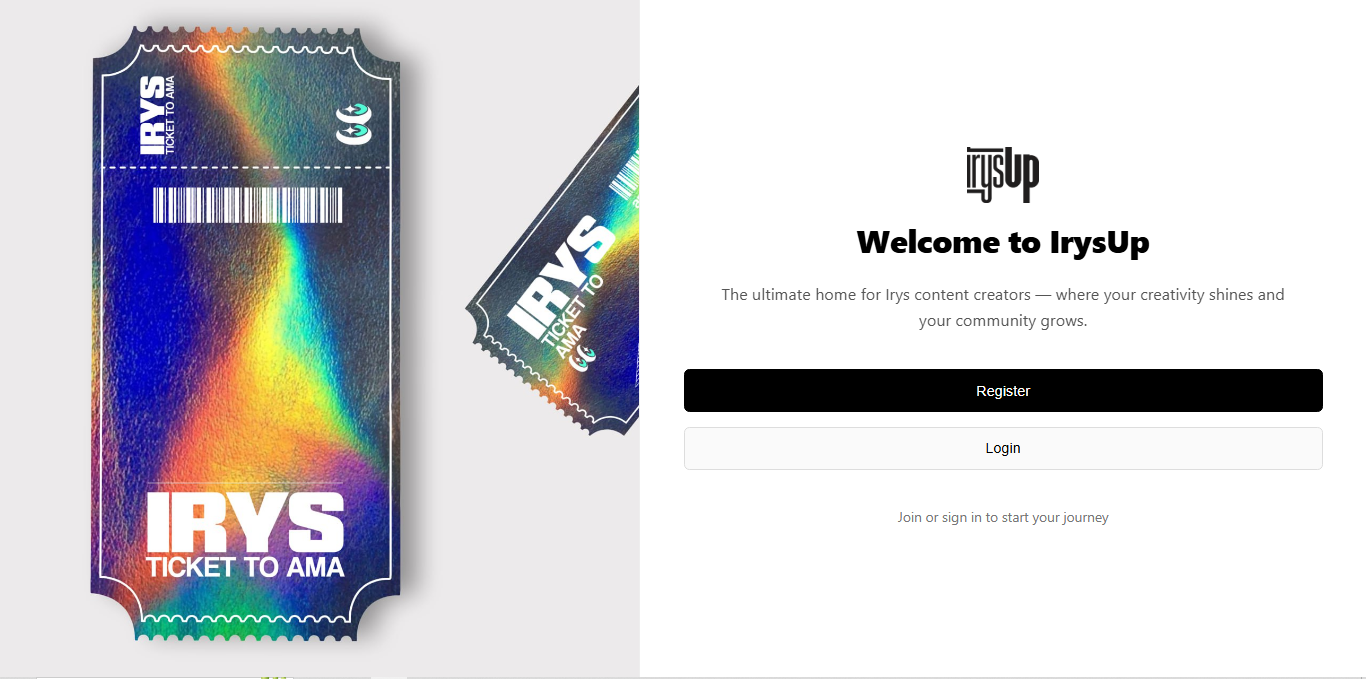 IRYS
TICKET TO AMA
IRYS
TICKET TO AMA
IRYS
TICKET TO
AMA
irysUp
Welcome to IrysUp
The ultimate home for Irys content creators — where your creativity shines and
your community grows.
Register
Login
Join or sign in to start your journey